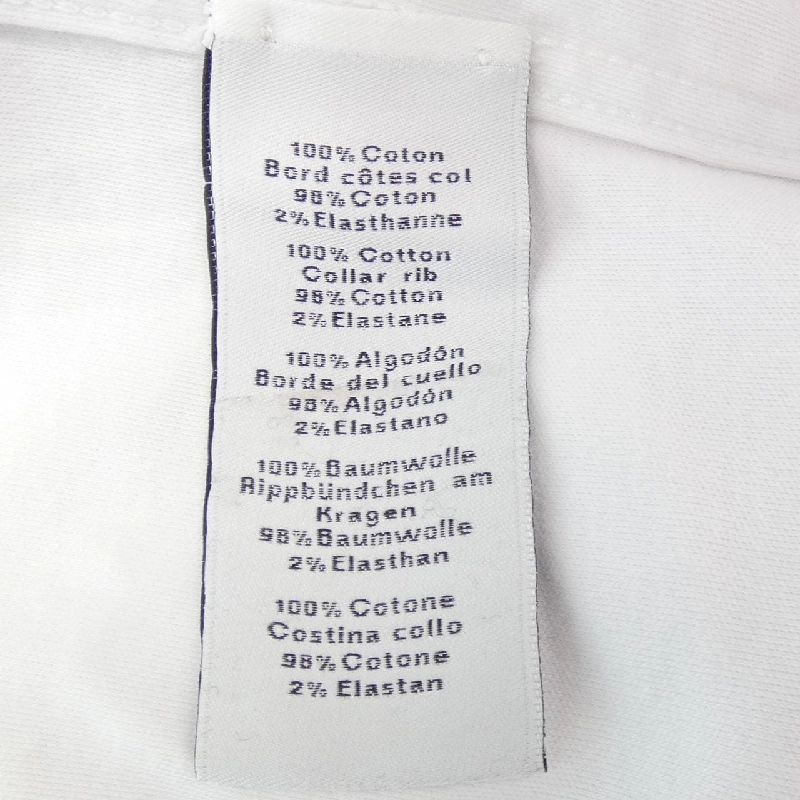 100% Coton
Bord côtes col
98% Coton
2% Elasthanne
100% Cotton
Collar rib
98% Cotton
2% Elastane
100% Algodón
Borde del cuello
98% Algodón
2% Elastano
100% Baumwolle
Rippbündchen am
Kragen
98% Baumwolle
2% Elasthan
100% Cotone
Costina collo
98% Cotone
2% Elastan